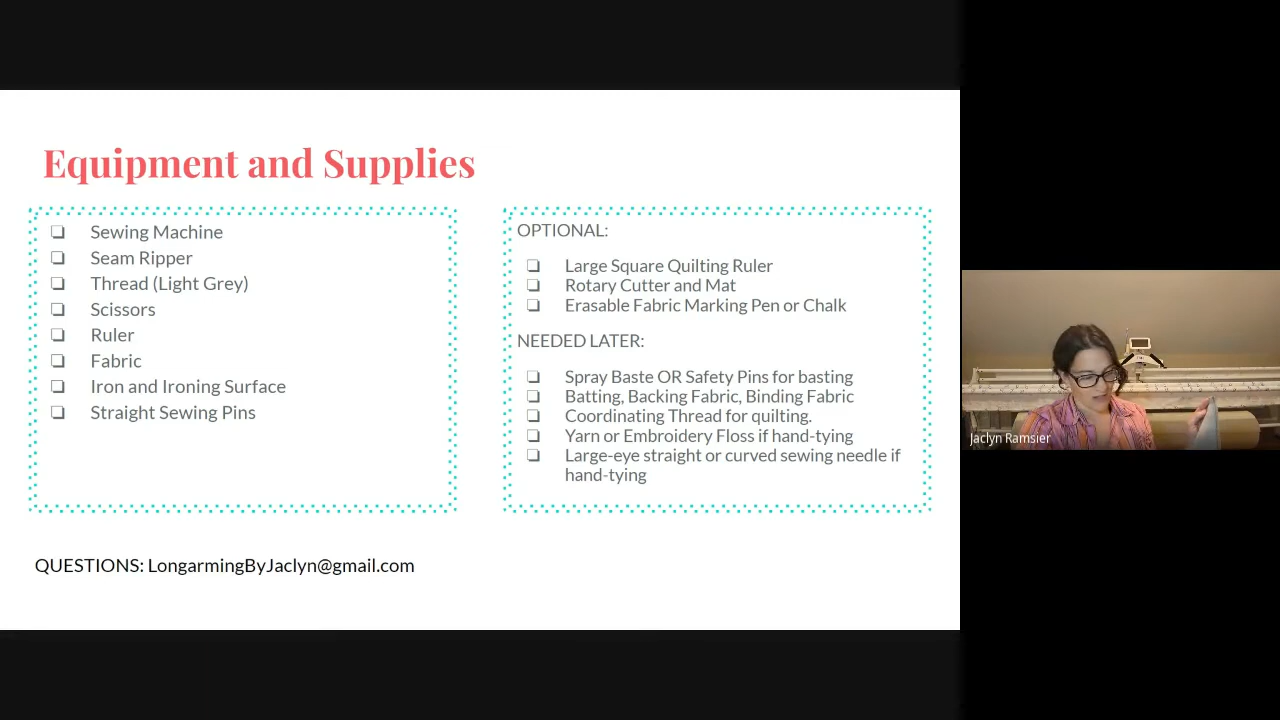 Equipment and Supplies
Sewing Machine
Seam Ripper
Thread (Light Grey)
Scissors
Ruler
Fabric
Iron and Ironing Surface
Straight Sewing Pins
OPTIONAL:
Large Square Quilting Ruler
Rotary Cutter and Mat
Erasable Fabric Marking Pen or Chalk
NEEDED LATER:
Spray Baste OR Safety Pins for basting
Batting, Backing Fabric, Binding Fabric
Coordinating Thread for quilting.
Yarn or Embroidery Floss if hand-tying
Large-eye straight or curved sewing needle if
hand-tying
QUESTIONS: LongarmingByJaclyn@gmail.com
Jaclyn Ramsier